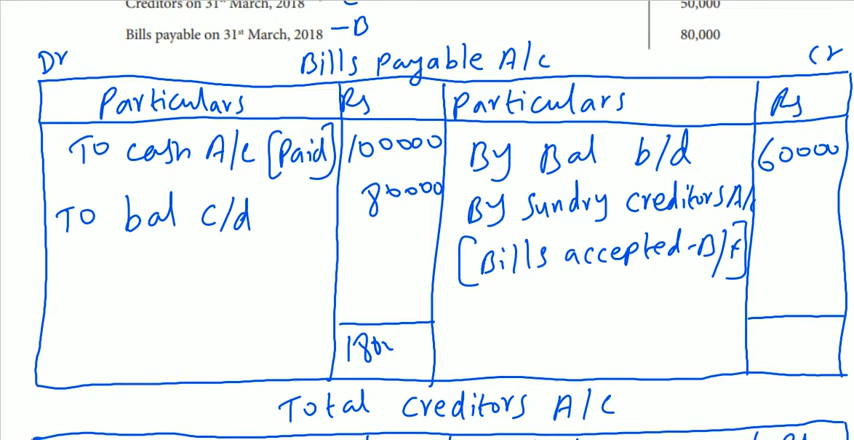 Creditors on 31st March, 2018 50,000
Bills payable on 31st March, 2018 -B 80,000
Dr Bills Payable A/c Cr
Particulars Rs Particulars Rs
To cash A/c [Paid] 100000 By Bal b/d 60000
To bal c/d 80000 By Sundry creditors A/c
[Bills accepted-B/f]
180
Total Creditors A/c